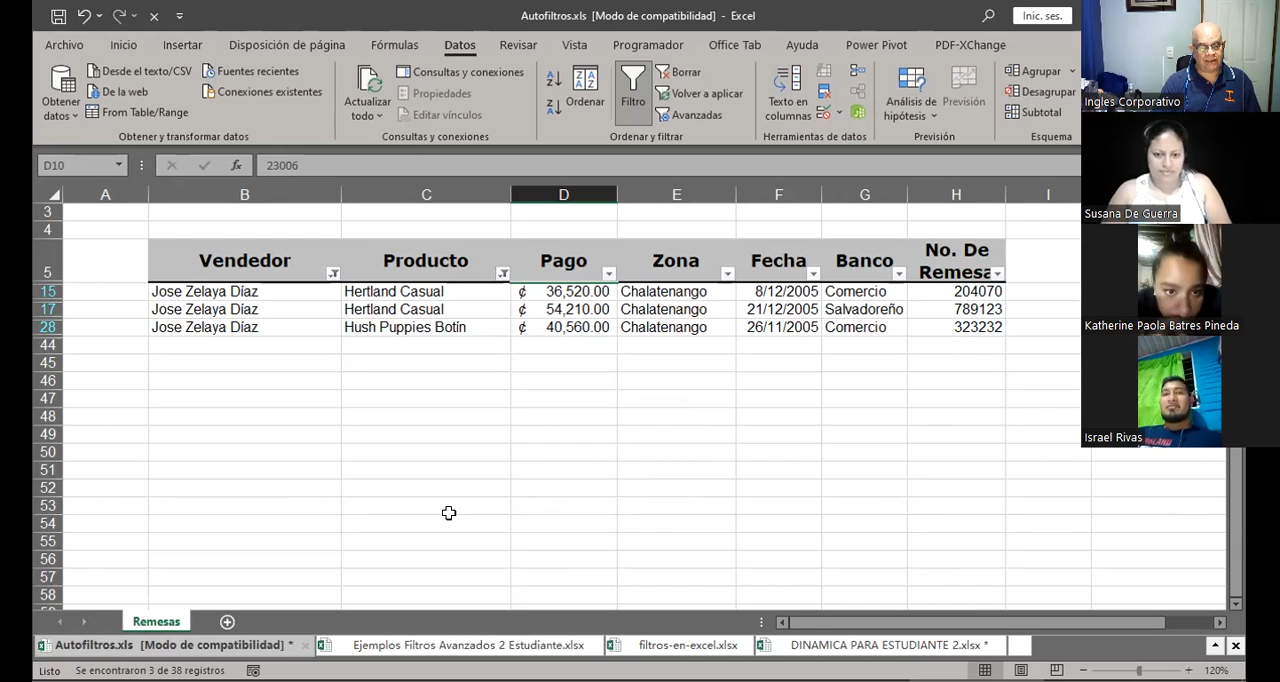 Autofiltros.xls [Modo de compatibilidad] - Excel
Inic. ses.
Archivo Inicio Insertar Disposición de página Fórmulas Datos Revisar Vista Programador Office Tab Ayuda Power Pivot PDF-XChange
Obtener datos
Desde el texto/CSV
De la web
From Table/Range
Fuentes recientes
Conexiones existentes
Obtener y transformar datos
Actualizar todo
Consultas y conexiones
Propiedades
Editar vínculos
Consultas y conexiones
Ordenar
Filtro
Borrar
Volver a aplicar
Avanzadas
Ordenar y filtrar
Texto en columnas
Herramientas de datos
Análisis de hipótesis
Previsión
Previsión
Agrupar
Desagrupar
Subtotal
Esquema
D10 fx 23006
A B C D E F G H I
3
4
5 Vendedor Producto Pago Zona Fecha Banco No. De Remesa
15 Jose Zelaya Díaz Hertland Casual ₡ 36,520.00 Chalatenango 8/12/2005 Comercio 204070
17 Jose Zelaya Díaz Hertland Casual ₡ 54,210.00 Chalatenango 21/12/2005 Salvadoreño 789123
28 Jose Zelaya Díaz Hush Puppies Botín ₡ 40,560.00 Chalatenango 26/11/2005 Comercio 323232
44
45
46
47
48
49
50
51
52
53
54
55
56
57
58
Remesas
Autofiltros.xls [Modo de compatibilidad] * Ejemplos Filtros Avanzados 2 Estudiante.xlsx filtros-en-excel.xlsx DINAMICA PARA ESTUDIANTE 2.xlsx *
Listo Se encontraron 3 de 38 registros 120%
Ingles Corporativo
Susana De Guerra
Katherine Paola Batres Pineda
Israel Rivas